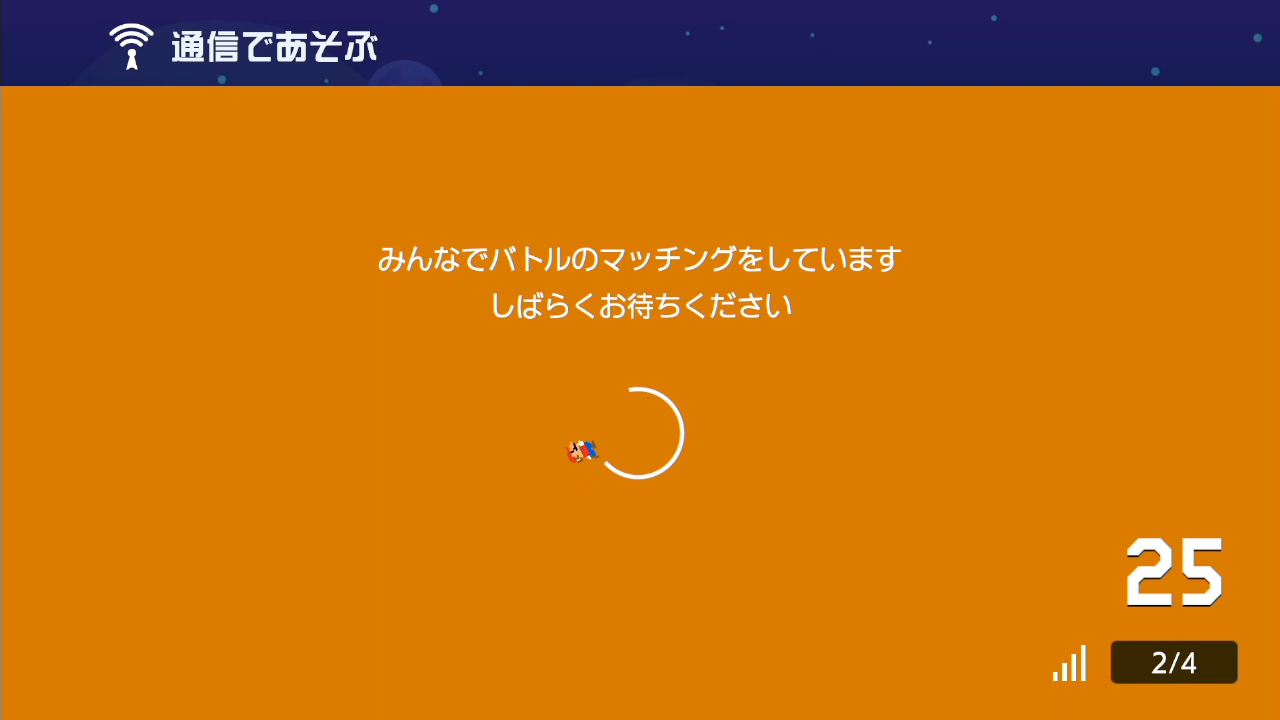 通信であそぶ
みんなでバトルのマッチングをしています
しばらくお待ちください
25
2/4